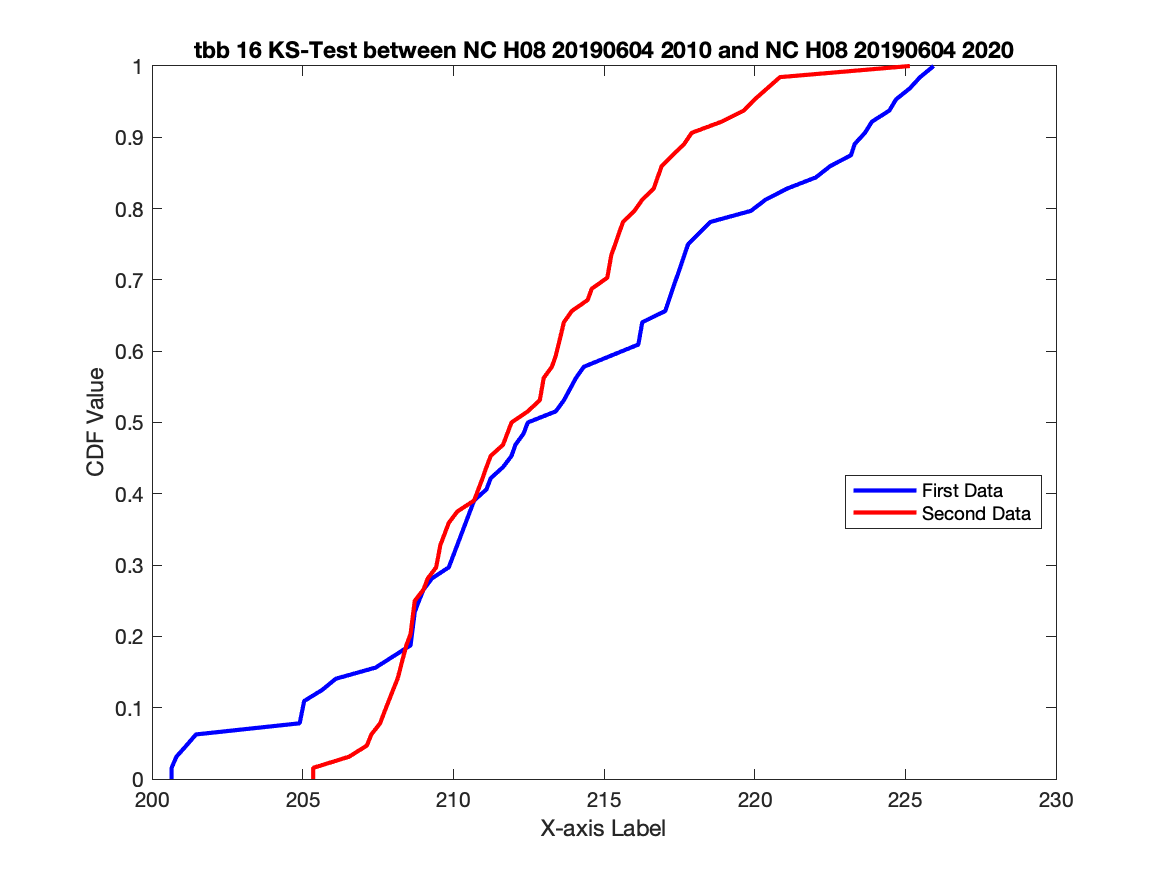 tbb 16 KS-Test between NC H08 20190604 2010 and NC H08 20190604 2020
1
0.9
0.8
0.7
0.6
0.5
0.4
0.3
0.2
0.1
0
CDF Value
First Data
Second Data
200 205 210 215 220 225 230
X-axis Label